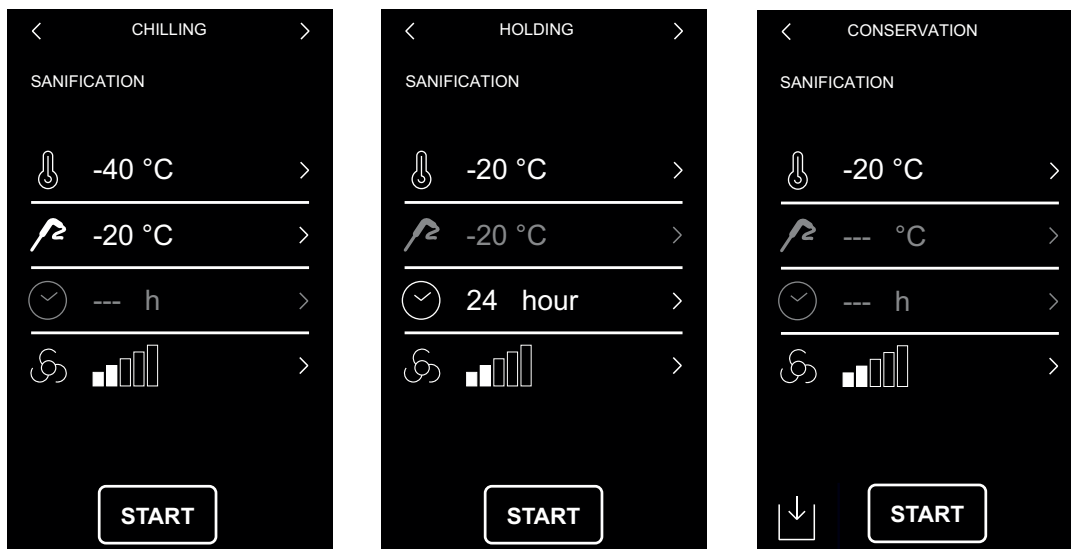 CHILLING
SANIFICATION
-40 °C
-20 °C
--- h
START
HOLDING
SANIFICATION
-20 °C
-20 °C
24 hour
START
CONSERVATION
SANIFICATION
-20 °C
--- °C
--- h
START